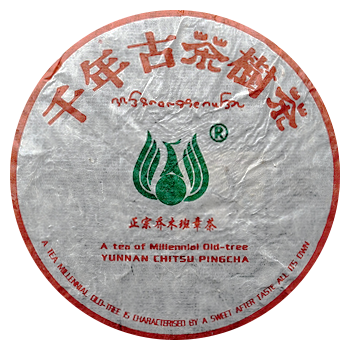 千年古茶樹茶
®
正宗乔木班章茶
A tea of Millennial Old-tree
YUNNAN CHITSU PINGCHA
A TEA MILLENNIAL OLD-TREE IS CHARACTERISED BY A SWEET AFTER TASTE ALL ITS OWN